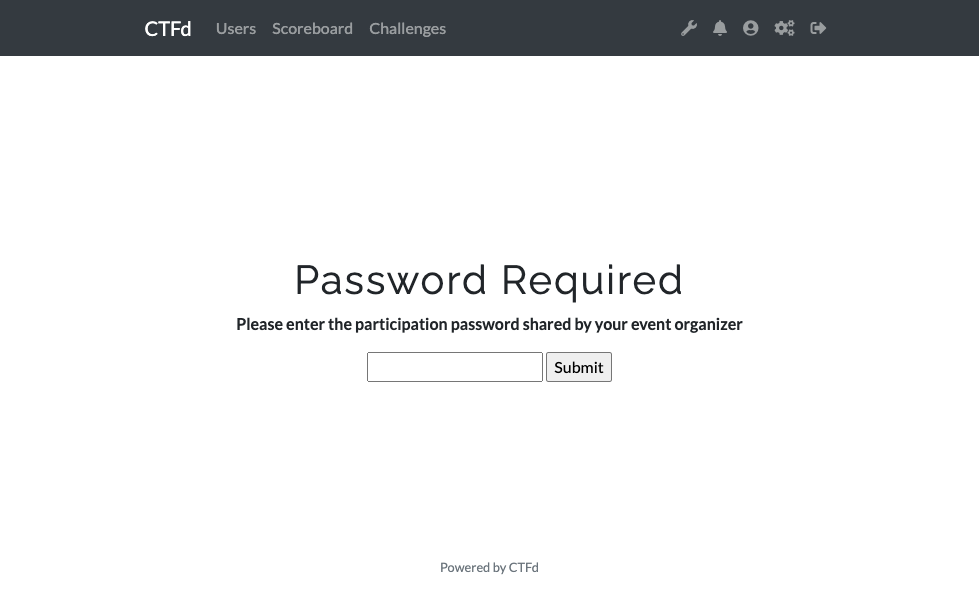 CTFd Users Scoreboard Challenges
Password Required
Please enter the participation password shared by your event organizer
Submit
Powered by CTFd